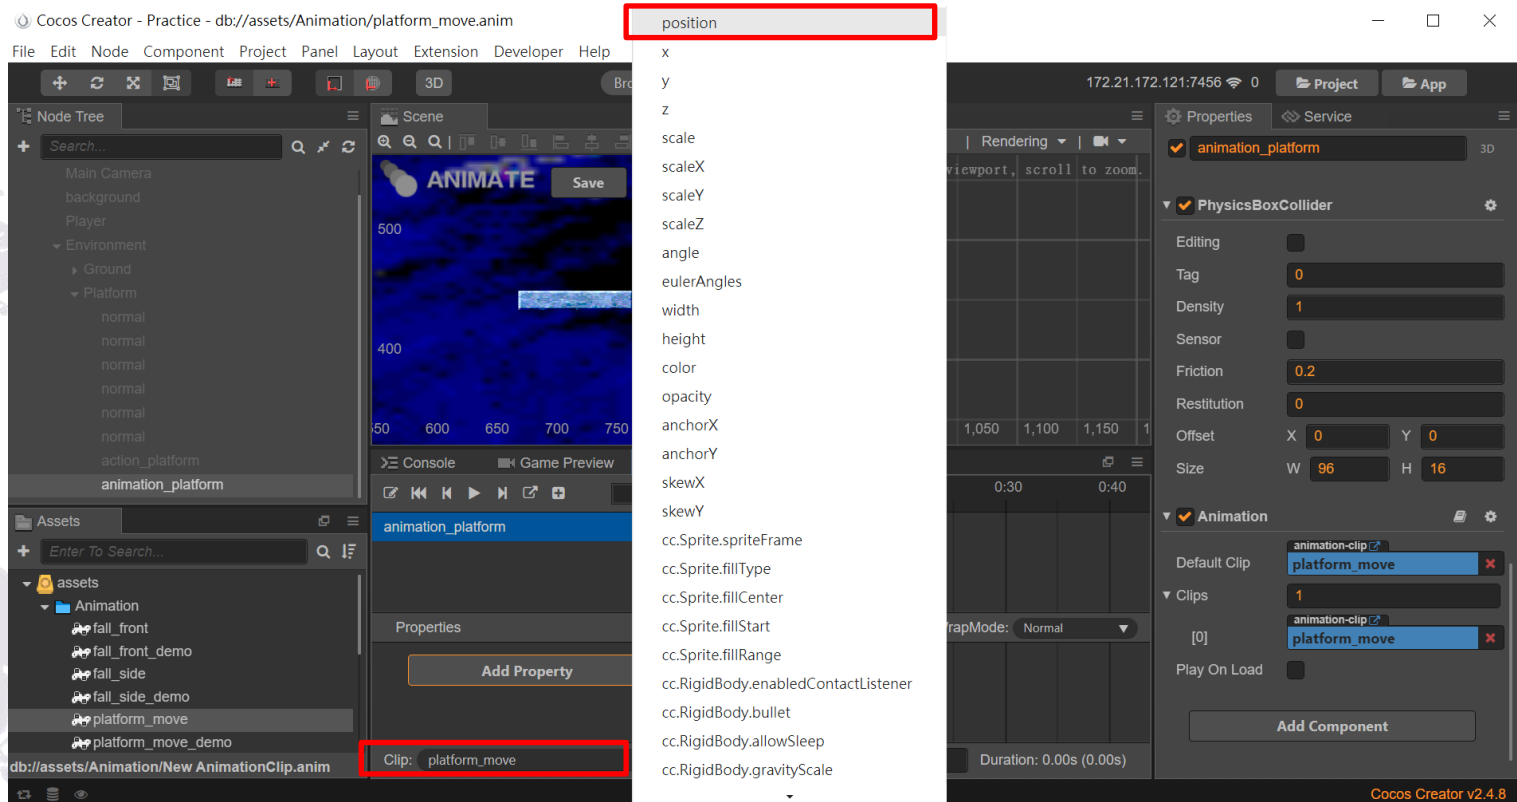 Cocos Creator - Practice - db://assets/Animation/platform_move.anim
File Edit Node Component Project Panel Layout Extension Developer Help
3D
172.21.172.121:7456 0 Project App
Node Tree
Search...
Main Camera
background
Player
Environment
Ground
Platform
normal
normal
normal
normal
normal
normal
action_platform
animation_platform
Assets
Enter To Search...
assets
Animation
fall_front
fall_front_demo
fall_side
fall_side_demo
platform_move
platform_move_demo
db://assets/Animation/New AnimationClip.anim
Scene
Rendering
ANIMATE Save
viewport, scroll to zoom.
500
400
600 650 700 750
1,050 1,100 1,150
Console Game Preview
0:30 0:40
animation_platform
Properties
Normal
Add Property
Clip: platform_move
Duration: 0.00s (0.00s)
position
x
y
z
scale
scaleX
scaleY
scaleZ
angle
eulerAngles
width
height
color
opacity
anchorX
anchorY
skewX
skewY
cc.Sprite.spriteFrame
cc.Sprite.fillType
cc.Sprite.fillCenter
cc.Sprite.fillStart
cc.Sprite.fillRange
cc.RigidBody.enabledContactListener
cc.RigidBody.bullet
cc.RigidBody.allowSleep
cc.RigidBody.gravityScale
Properties Service
animation_platform 3D
PhysicsBoxCollider
Editing
Tag 0
Density 1
Sensor
Friction 0.2
Restitution 0
Offset X 0 Y 0
Size W 96 H 16
Animation
animation-clip
Default Clip platform_move
Clips 1
animation-clip
[0] platform_move
Play On Load
Add Component
Cocos Creator v2.4.8